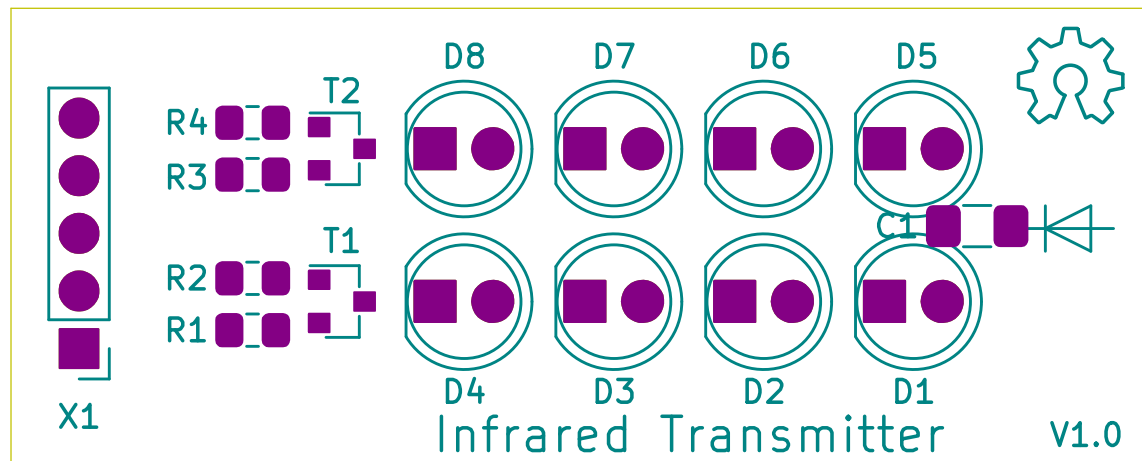 D8 D7 D6 D5
T2
R4
R3
C1
T1
R2
R1
D4 D3 D2 D1
X1
Infrared Transmitter
V1.0